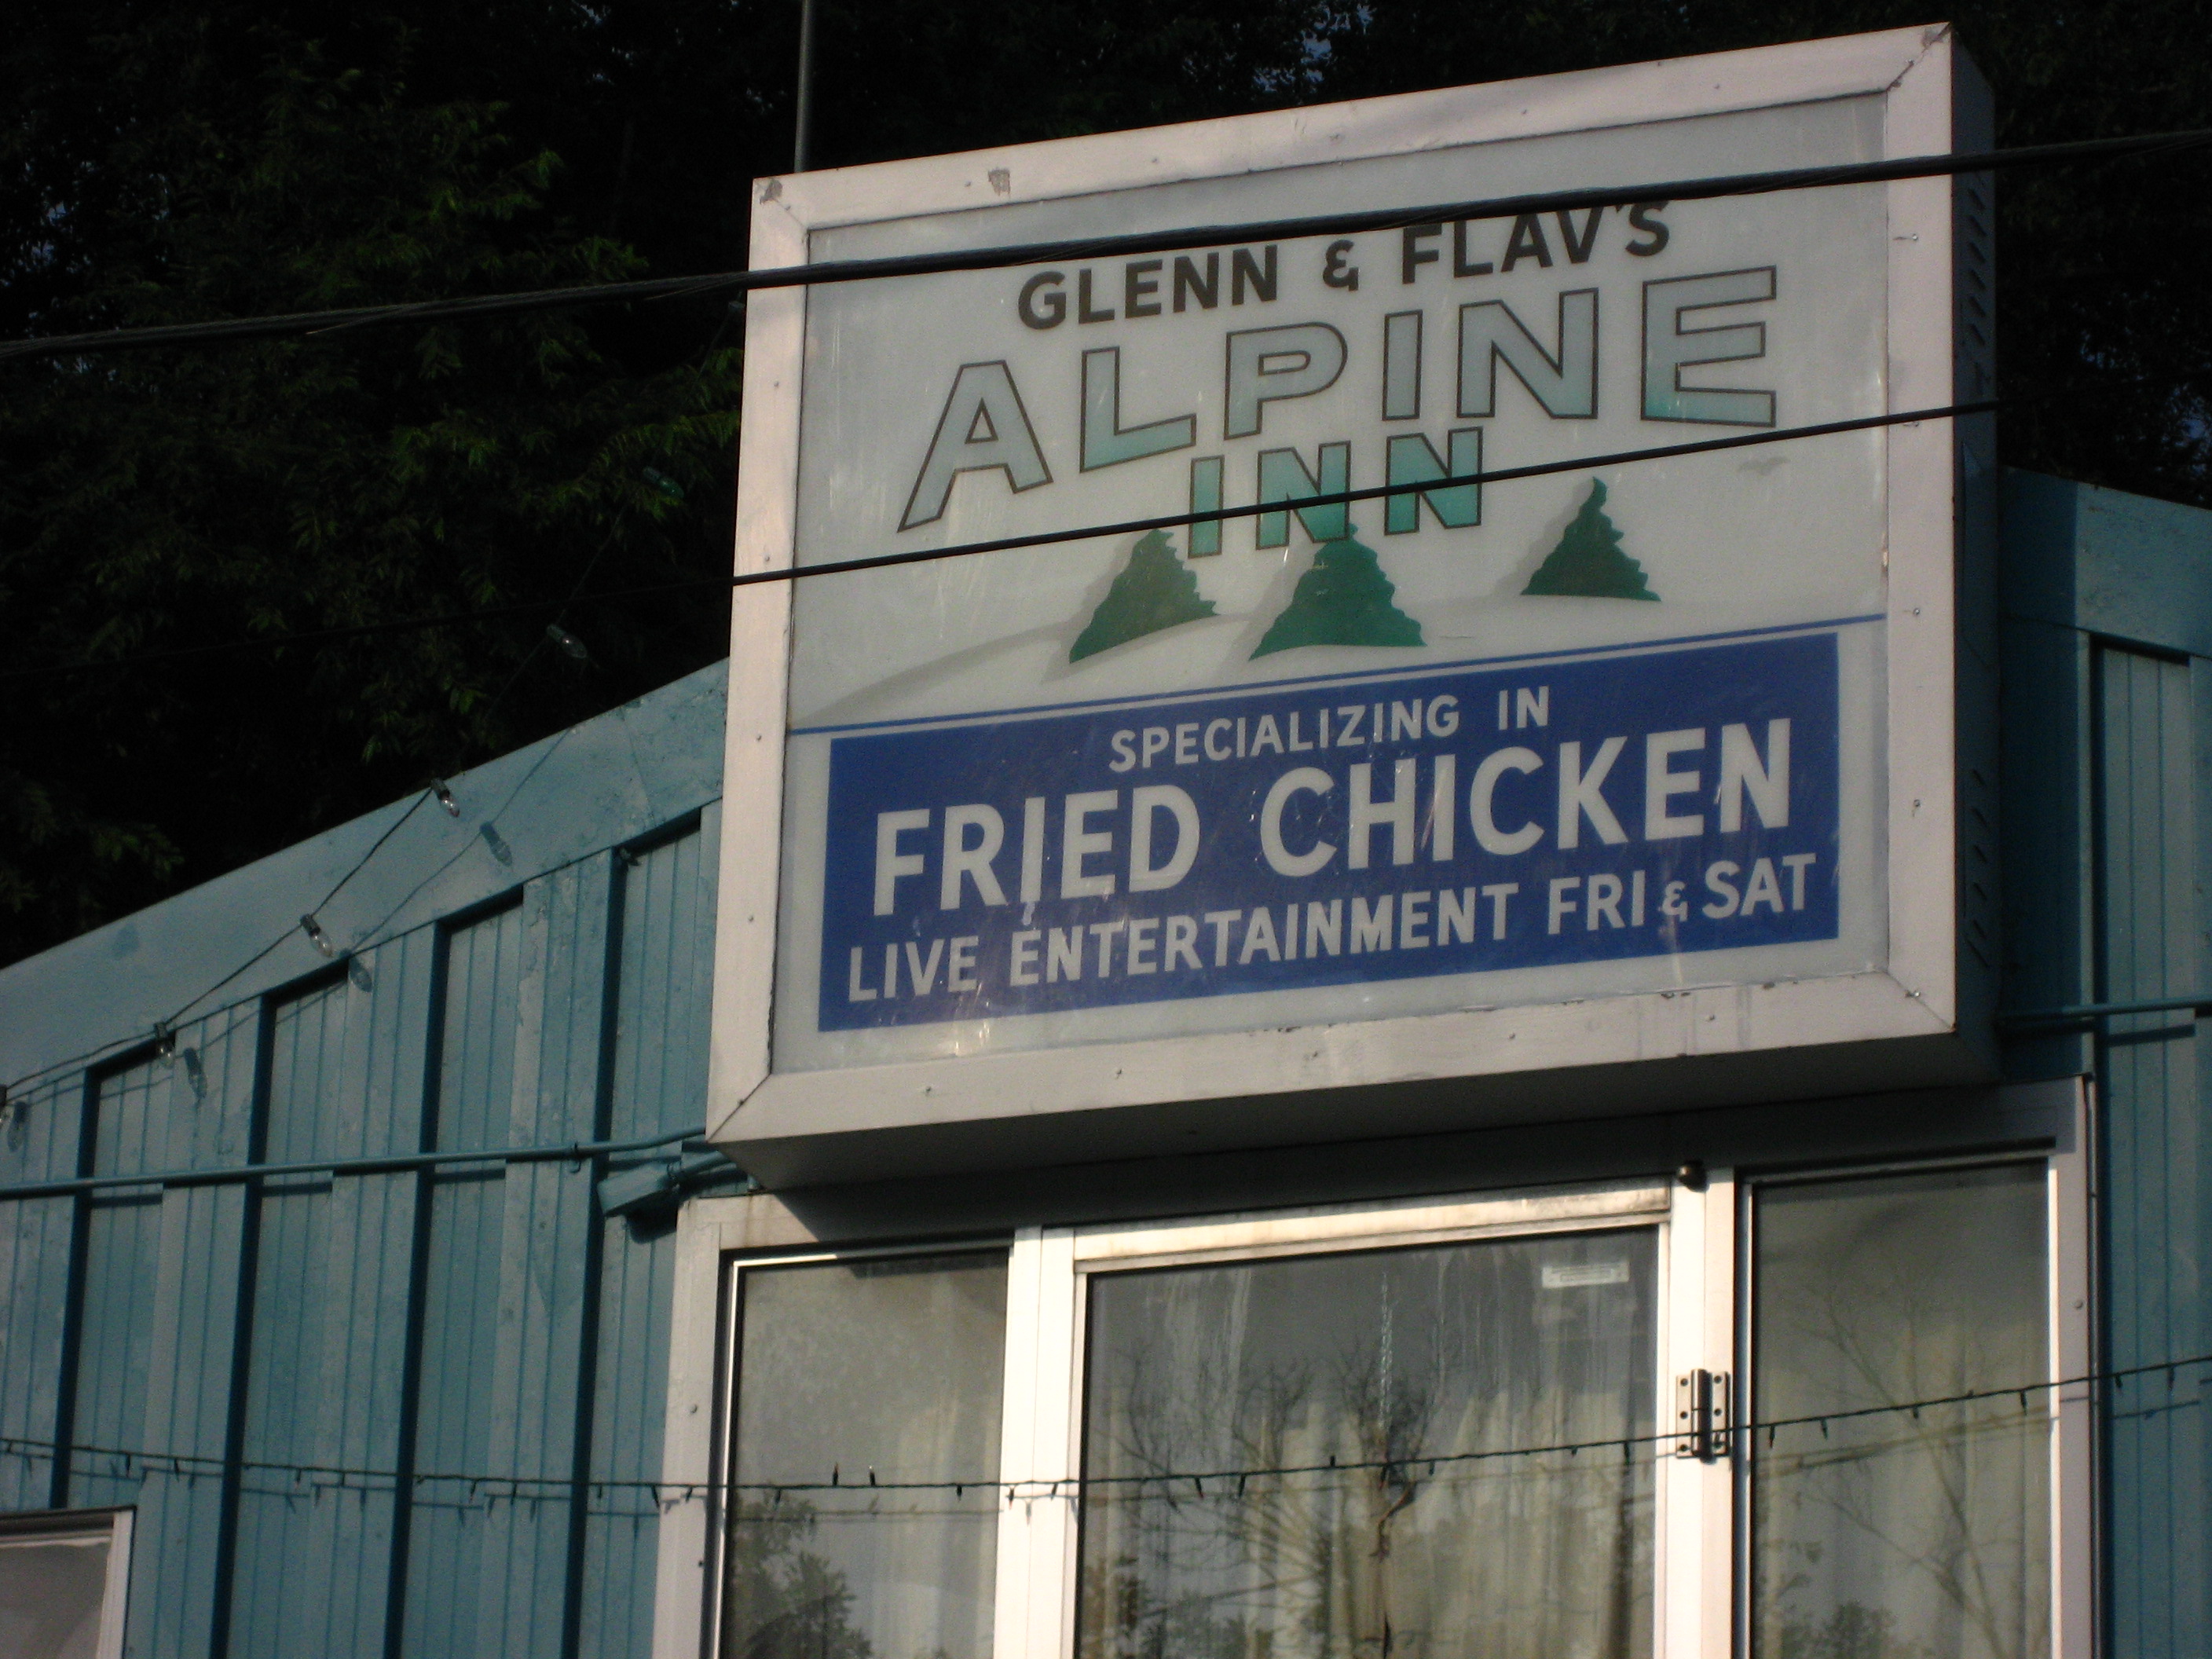 GLENN & FLAV'S
ALPINE
INN
SPECIALIZING IN
FRIED CHICKEN
LIVE ENTERTAINMENT FRI & SAT